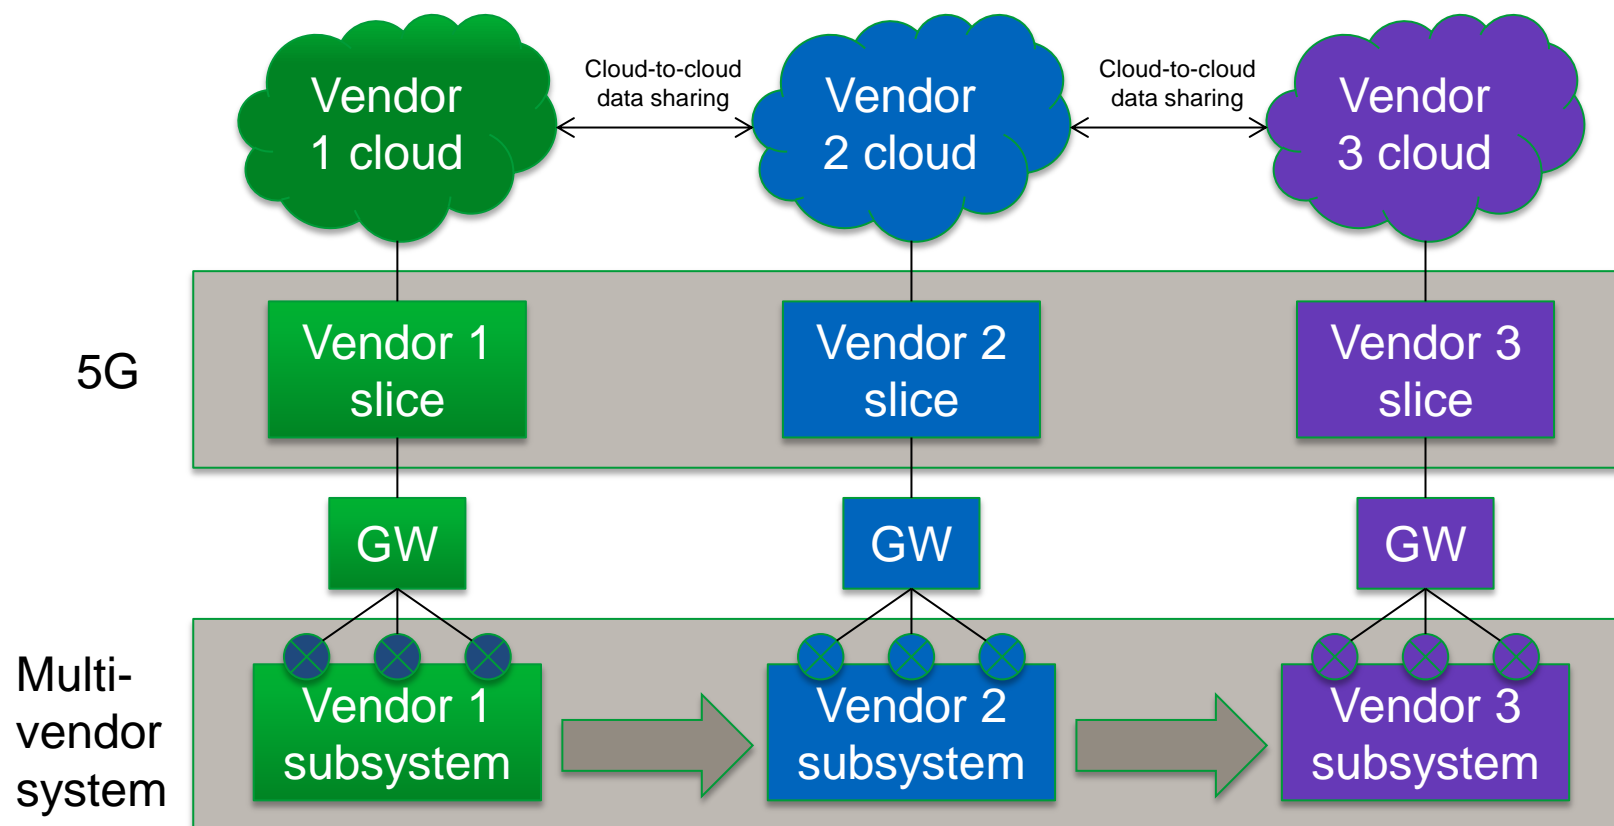 Vendor
1 cloud
Cloud-to-cloud
data sharing
Vendor
2 cloud
Cloud-to-cloud
data sharing
Vendor
3 cloud
5G
Vendor 1
slice
Vendor 2
slice
Vendor 3
slice
GW
GW
GW
Multi-
vendor
system
Vendor 1
subsystem
Vendor 2
subsystem
Vendor 3
subsystem